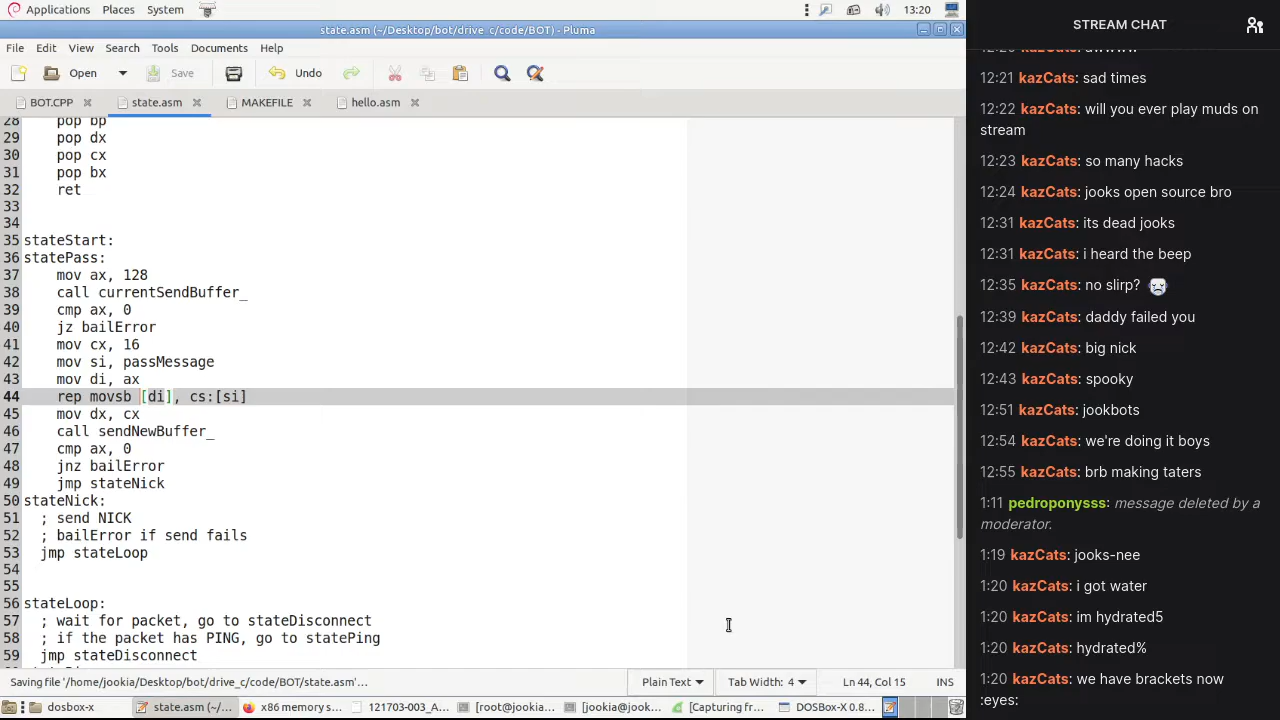 Applications Places System 13:20
state.asm (~/Desktop/bot/drive_c/code/BOT) - Pluma
File Edit View Search Tools Documents Help
Open Save Undo
BOT.CPP state.asm MAKEFILE hello.asm
28 pop bp
29 pop dx
30 pop cx
31 pop bx
32 ret
33
34
35 stateStart:
36 statePass:
37 mov ax, 128
38 call currentSendBuffer_
39 cmp ax, 0
40 jz bailError
41 mov cx, 16
42 mov si, passMessage
43 mov di, ax
44 rep movsb [di], cs:[si]
45 mov dx, cx
46 call sendNewBuffer_
47 cmp ax, 0
48 jnz bailError
49 jmp stateNick
50 stateNick:
51 ; send NICK
52 ; bailError if send fails
53 jmp stateLoop
54
55
56 stateLoop:
57 ; wait for packet, go to stateDisconnect
58 ; if the packet has PING, go to statePing
59 jmp stateDisconnect
Saving file '/home/jookia/Desktop/bot/drive_c/code/BOT/state.asm'… Plain Text Tab Width: 4 Ln 44, Col 15 INS
dosbox-x state.asm (~/… x86 memory s… 121703-003_A… [root@jookia… [jookia@jook… [Capturing fr… DOSBox-X 0.8…
STREAM CHAT
12:21 kazCats: sad times
12:22 kazCats: will you ever play muds on
stream
12:23 kazCats: so many hacks
12:24 kazCats: jooks open source bro
12:31 kazCats: its dead jooks
12:31 kazCats: i heard the beep
12:35 kazCats: no slirp?
12:39 kazCats: daddy failed you
12:42 kazCats: big nick
12:43 kazCats: spooky
12:51 kazCats: jookbots
12:54 kazCats: we're doing it boys
12:55 kazCats: brb making taters
1:11 pedroponysss: message deleted by a
moderator.
1:19 kazCats: jooks-nee
1:20 kazCats: i got water
1:20 kazCats: im hydrated5
1:20 kazCats: hydrated%
1:20 kazCats: we have brackets now
:eyes: